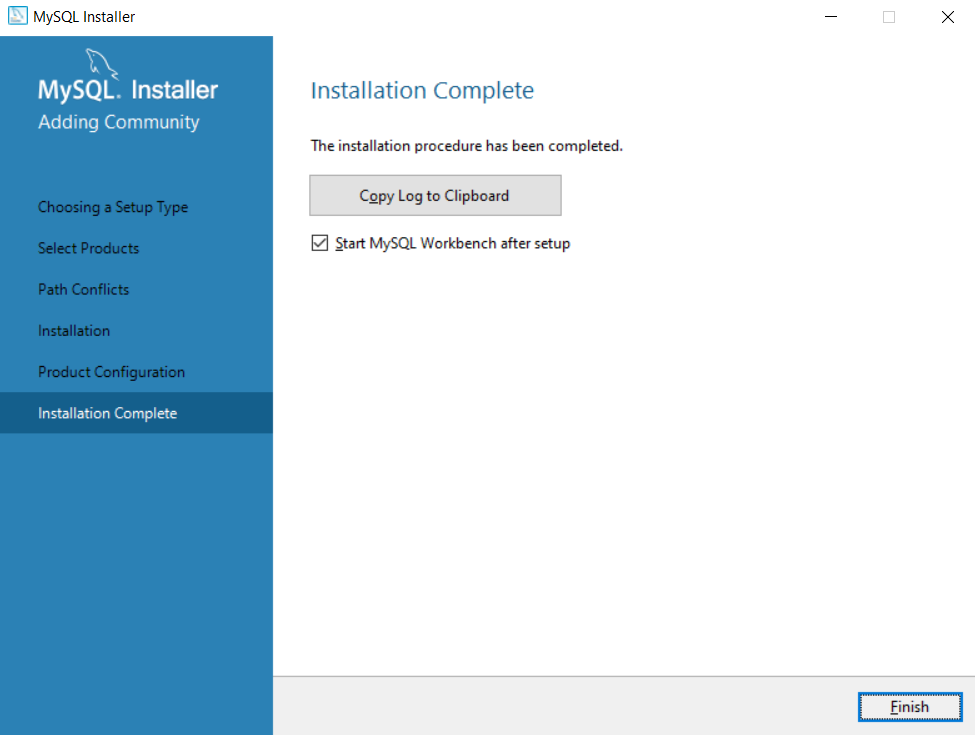 MySQL Installer
MySQL. Installer
Adding Community
Choosing a Setup Type
Select Products
Path Conflicts
Installation
Product Configuration
Installation Complete
Installation Complete
The installation procedure has been completed.
Copy Log to Clipboard
Start MySQL Workbench after setup
Finish